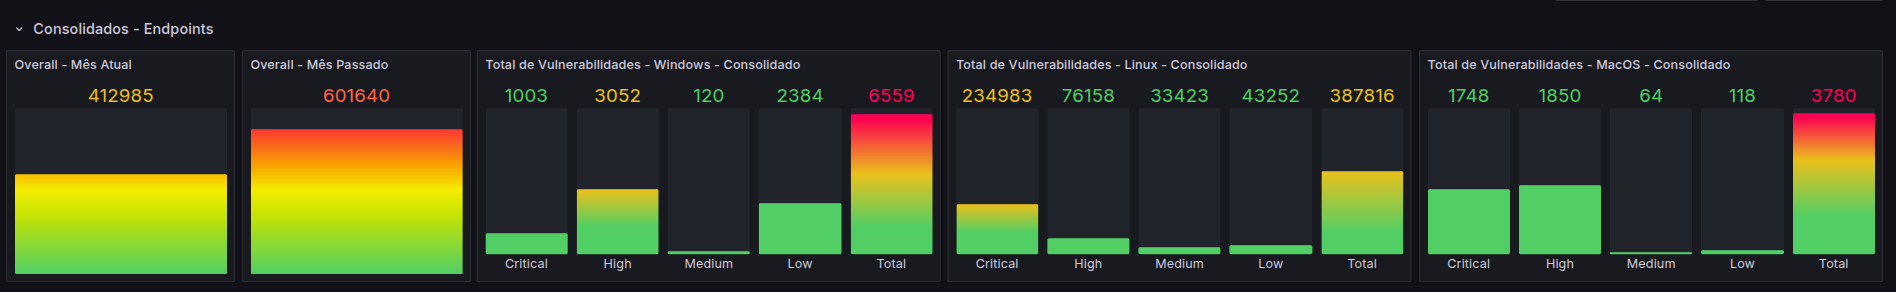 Consolidados - Endpoints
Overall - Mês Atual
412985
Overall - Mês Passado
601640
Total de Vulnerabilidades - Windows - Consolidado
1003 3052 120 2384 6559
Critical High Medium Low Total
Total de Vulnerabilidades - Linux - Consolidado
234983 76158 33423 43252 387816
Critical High Medium Low Total
Total de Vulnerabilidades - MacOS - Consolidado
1748 1850 64 118 3780
Critical High Medium Low Total